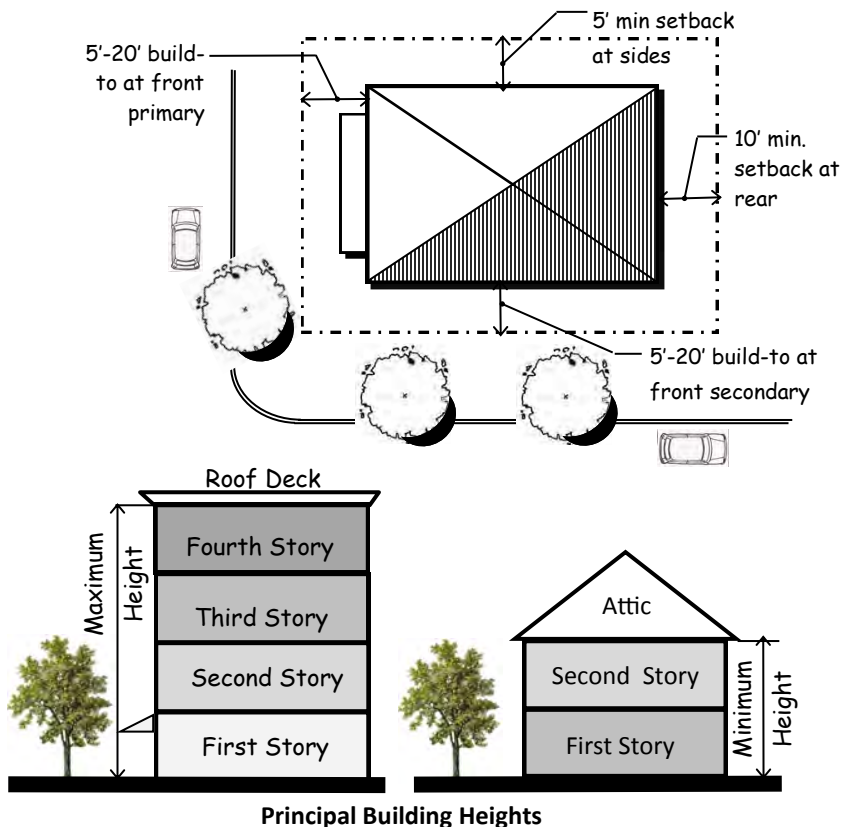 5' min setback
at sides
5'-20' build-
to at front
primary
10' min.
setback at
rear
5'-20' build-to at
front secondary
Roof Deck
Maximum
Height
Fourth Story
Third Story
Second Story
First Story
Attic
Second Story
First Story
Minimum
Height
Principal Building Heights